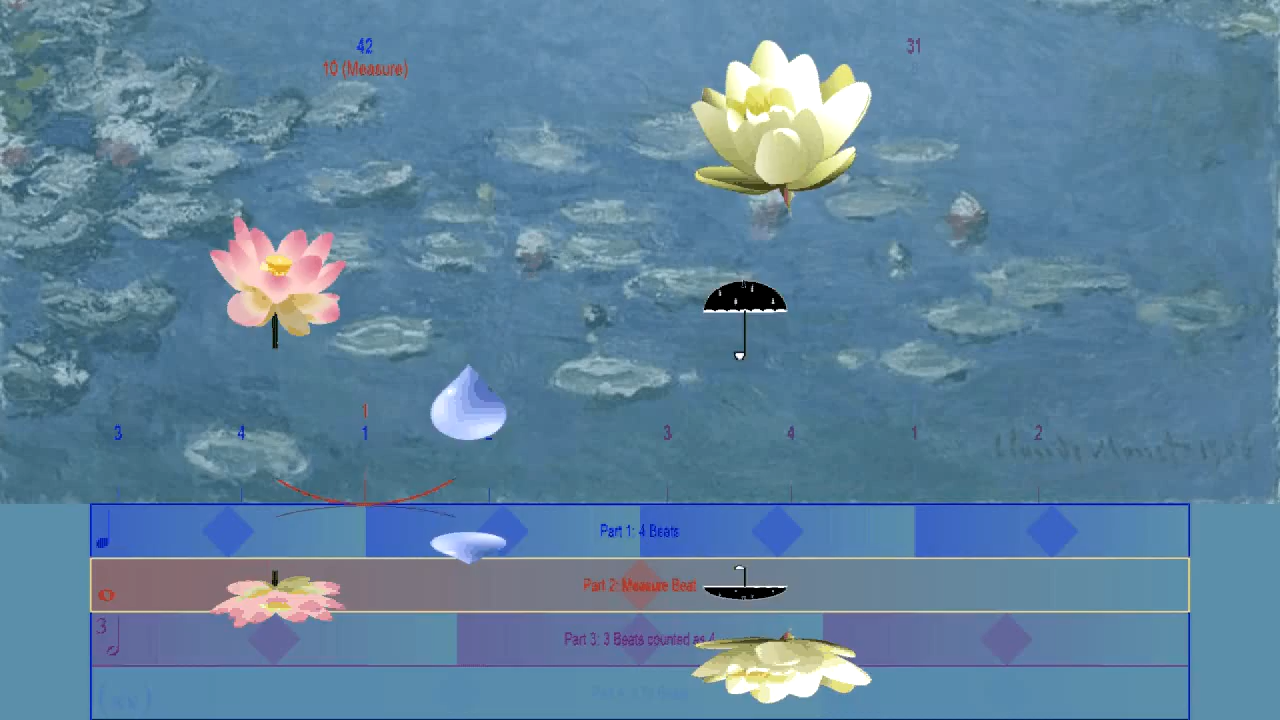 42 31
10 (Measure)
1
3 4 1 2 3 4 1 2
Part 1: 4 Beats
Part 2: Measure Beat
3 Part 3: 3 Beats counted as 4